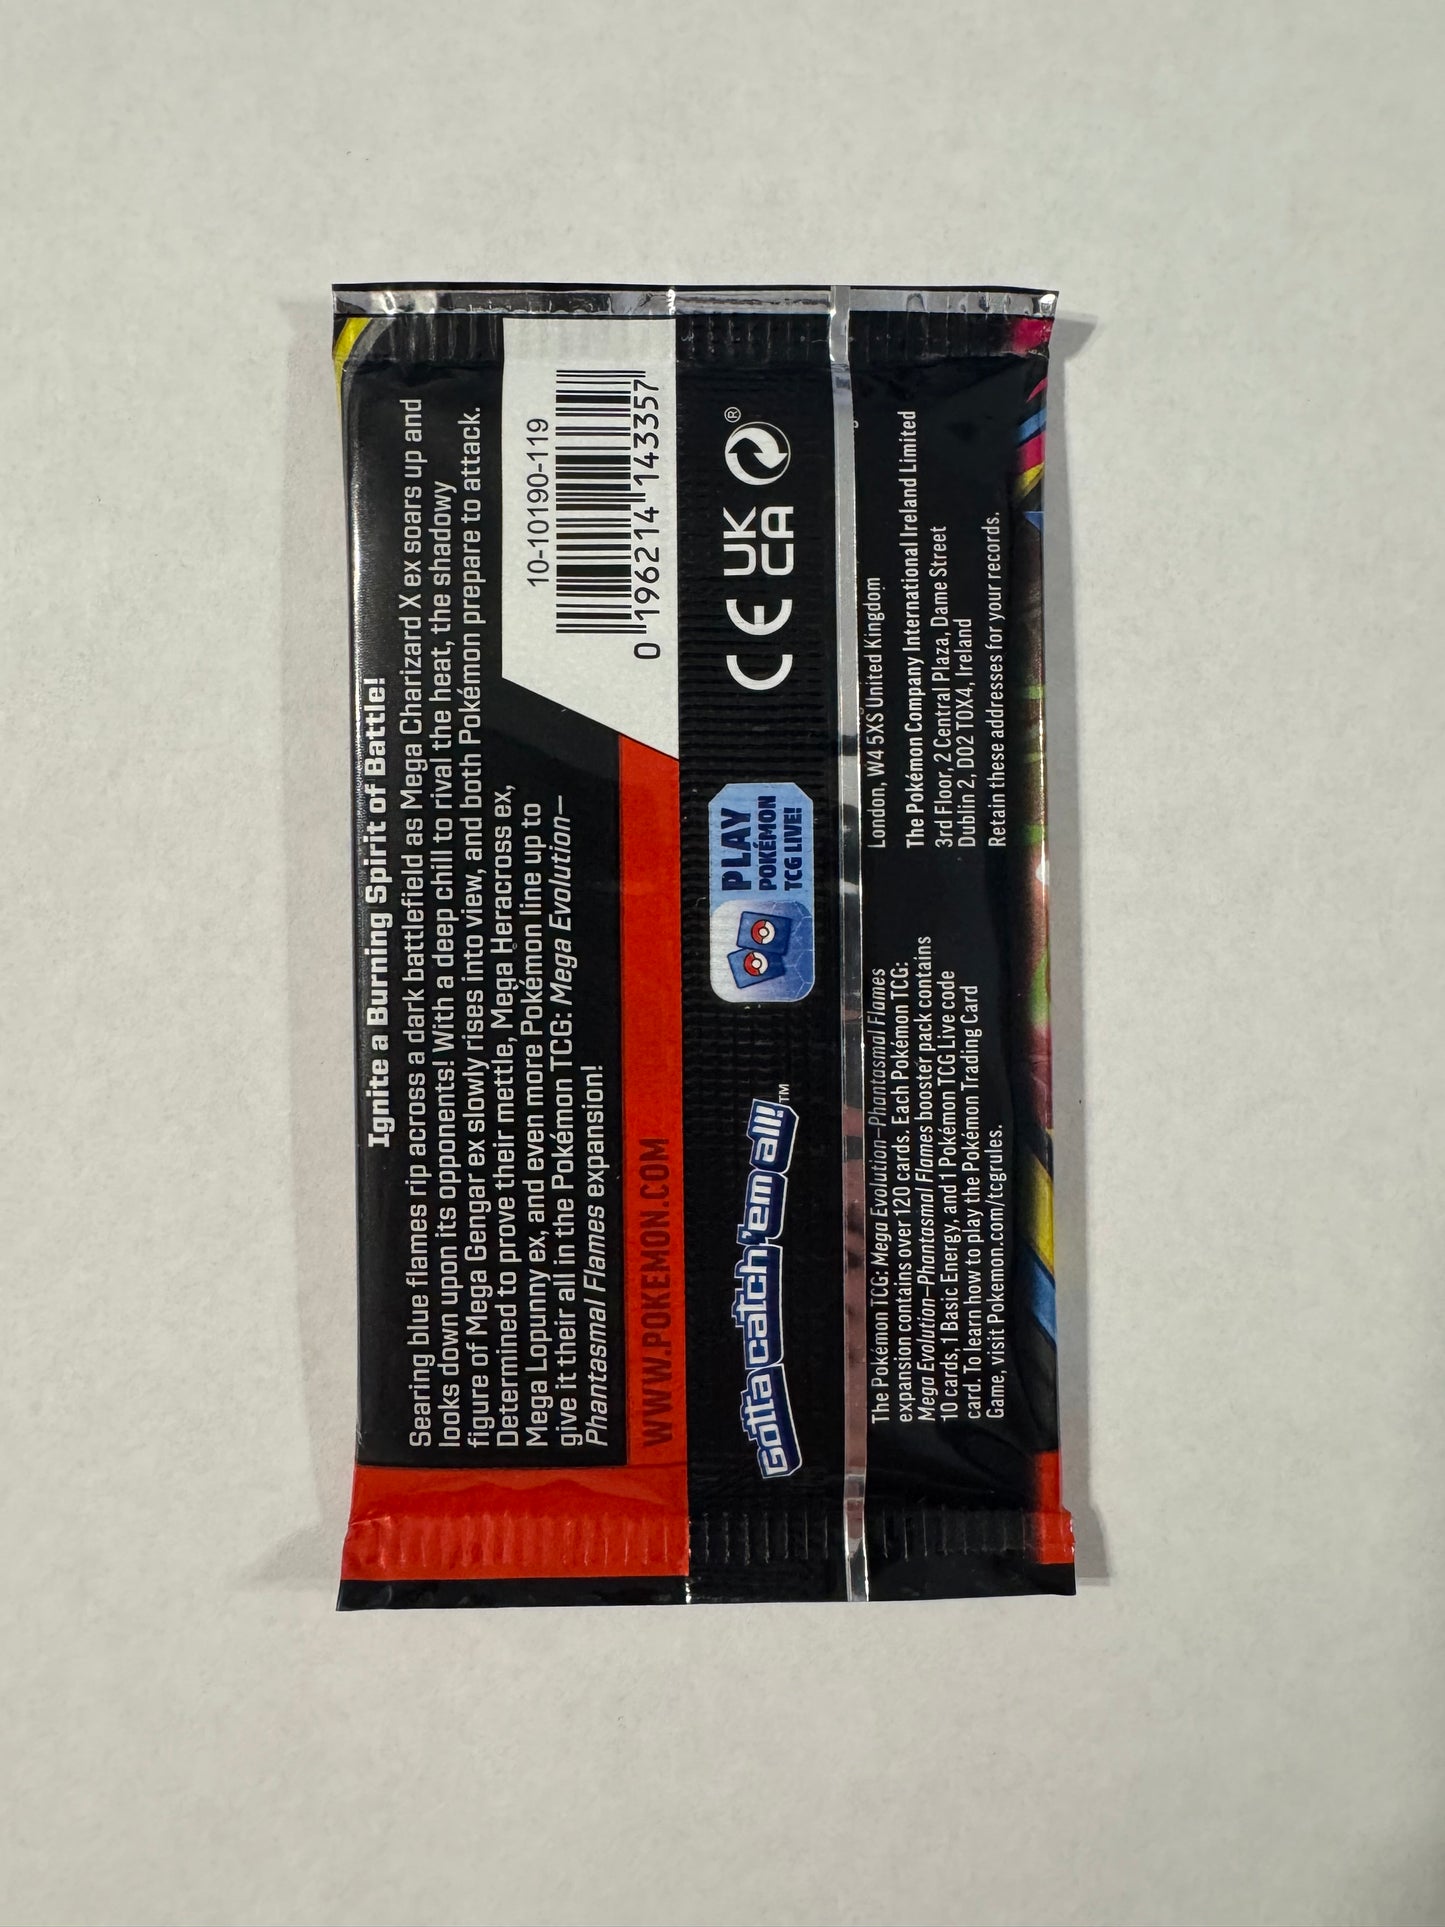 Ignite a Burning Spirit of Battle!
Searing blue flames rip across a dark battlefield as Mega Charizard X ex soars up and
looks down upon its opponents! With a deep chill to rival the heat, the shadowy
figure of Mega Gengar ex slowly rises into view, and both Pokémon prepare to attack.
Determined to prove their mettle, Mega Heracross ex,
Mega Lopunny ex, and even more Pokémon line up to
give it their all in the Pokémon TCG: Mega Evolution—
Phantasmal Flames expansion!
WWW.POKEMON.COM
10-10190-119
0 196214 143357
Gotta catch 'em all!™
PLAY
POKÉMON
TCG LIVE!
CE UK
CA ®
The Pokémon TCG: Mega Evolution—Phantasmal Flames
expansion contains over 120 cards. Each Pokémon TCG:
Mega Evolution—Phantasmal Flames booster pack contains
10 cards, 1 Basic Energy, and 1 Pokémon TCG Live code
card. To learn how to play the Pokémon Trading Card
Game, visit Pokemon.com/tcgrules.
London, W4 5XS United Kingdom
The Pokémon Company International Ireland Limited
3rd Floor, 2 Central Plaza, Dame Street
Dublin 2, D02 T0X4, Ireland
Retain these addresses for your records.